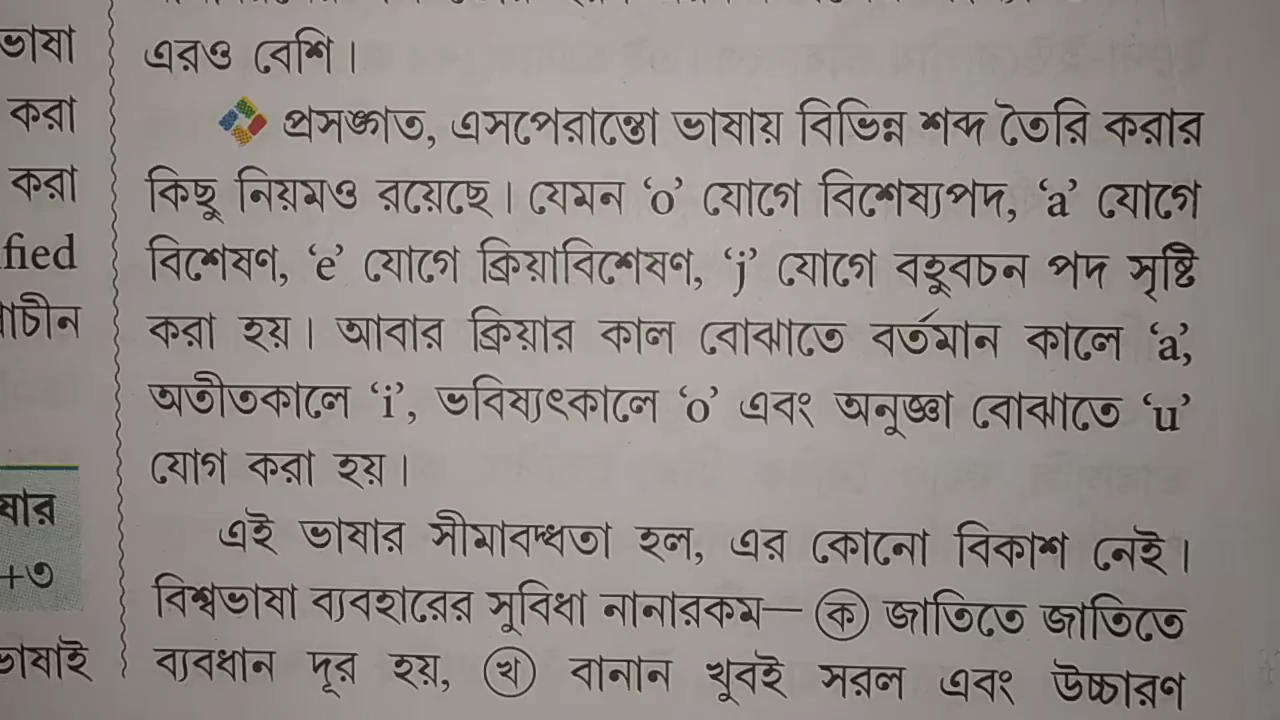 ভাষা
করা
করা
fied
াচীন
ষার
+৩
ভাষাই
এরও বেশি।
প্রসঙ্গত, এসপেরান্তো ভাষায় বিভিন্ন শব্দ তৈরি করার
কিছু নিয়মও রয়েছে। যেমন ‘o’ যোগে বিশেষ্যপদ, ‘a’ যোগে
বিশেষণ, ‘e’ যোগে ক্রিয়াবিশেষণ, ‘j’ যোগে বহুবচন পদ সৃষ্টি
করা হয়। আবার ক্রিয়ার কাল বোঝাতে বর্তমান কালে ‘a’,
অতীতকালে ‘i’, ভবিষ্যৎকালে ‘o’ এবং অনুজ্ঞা বোঝাতে ‘u’
যোগ করা হয়।
এই ভাষার সীমাবদ্ধতা হল, এর কোনো বিকাশ নেই।
বিশ্বভাষা ব্যবহারের সুবিধা নানারকম— ক জাতিতে জাতিতে
ব্যবধান দূর হয়, খ বানান খুবই সরল এবং উচ্চারণ